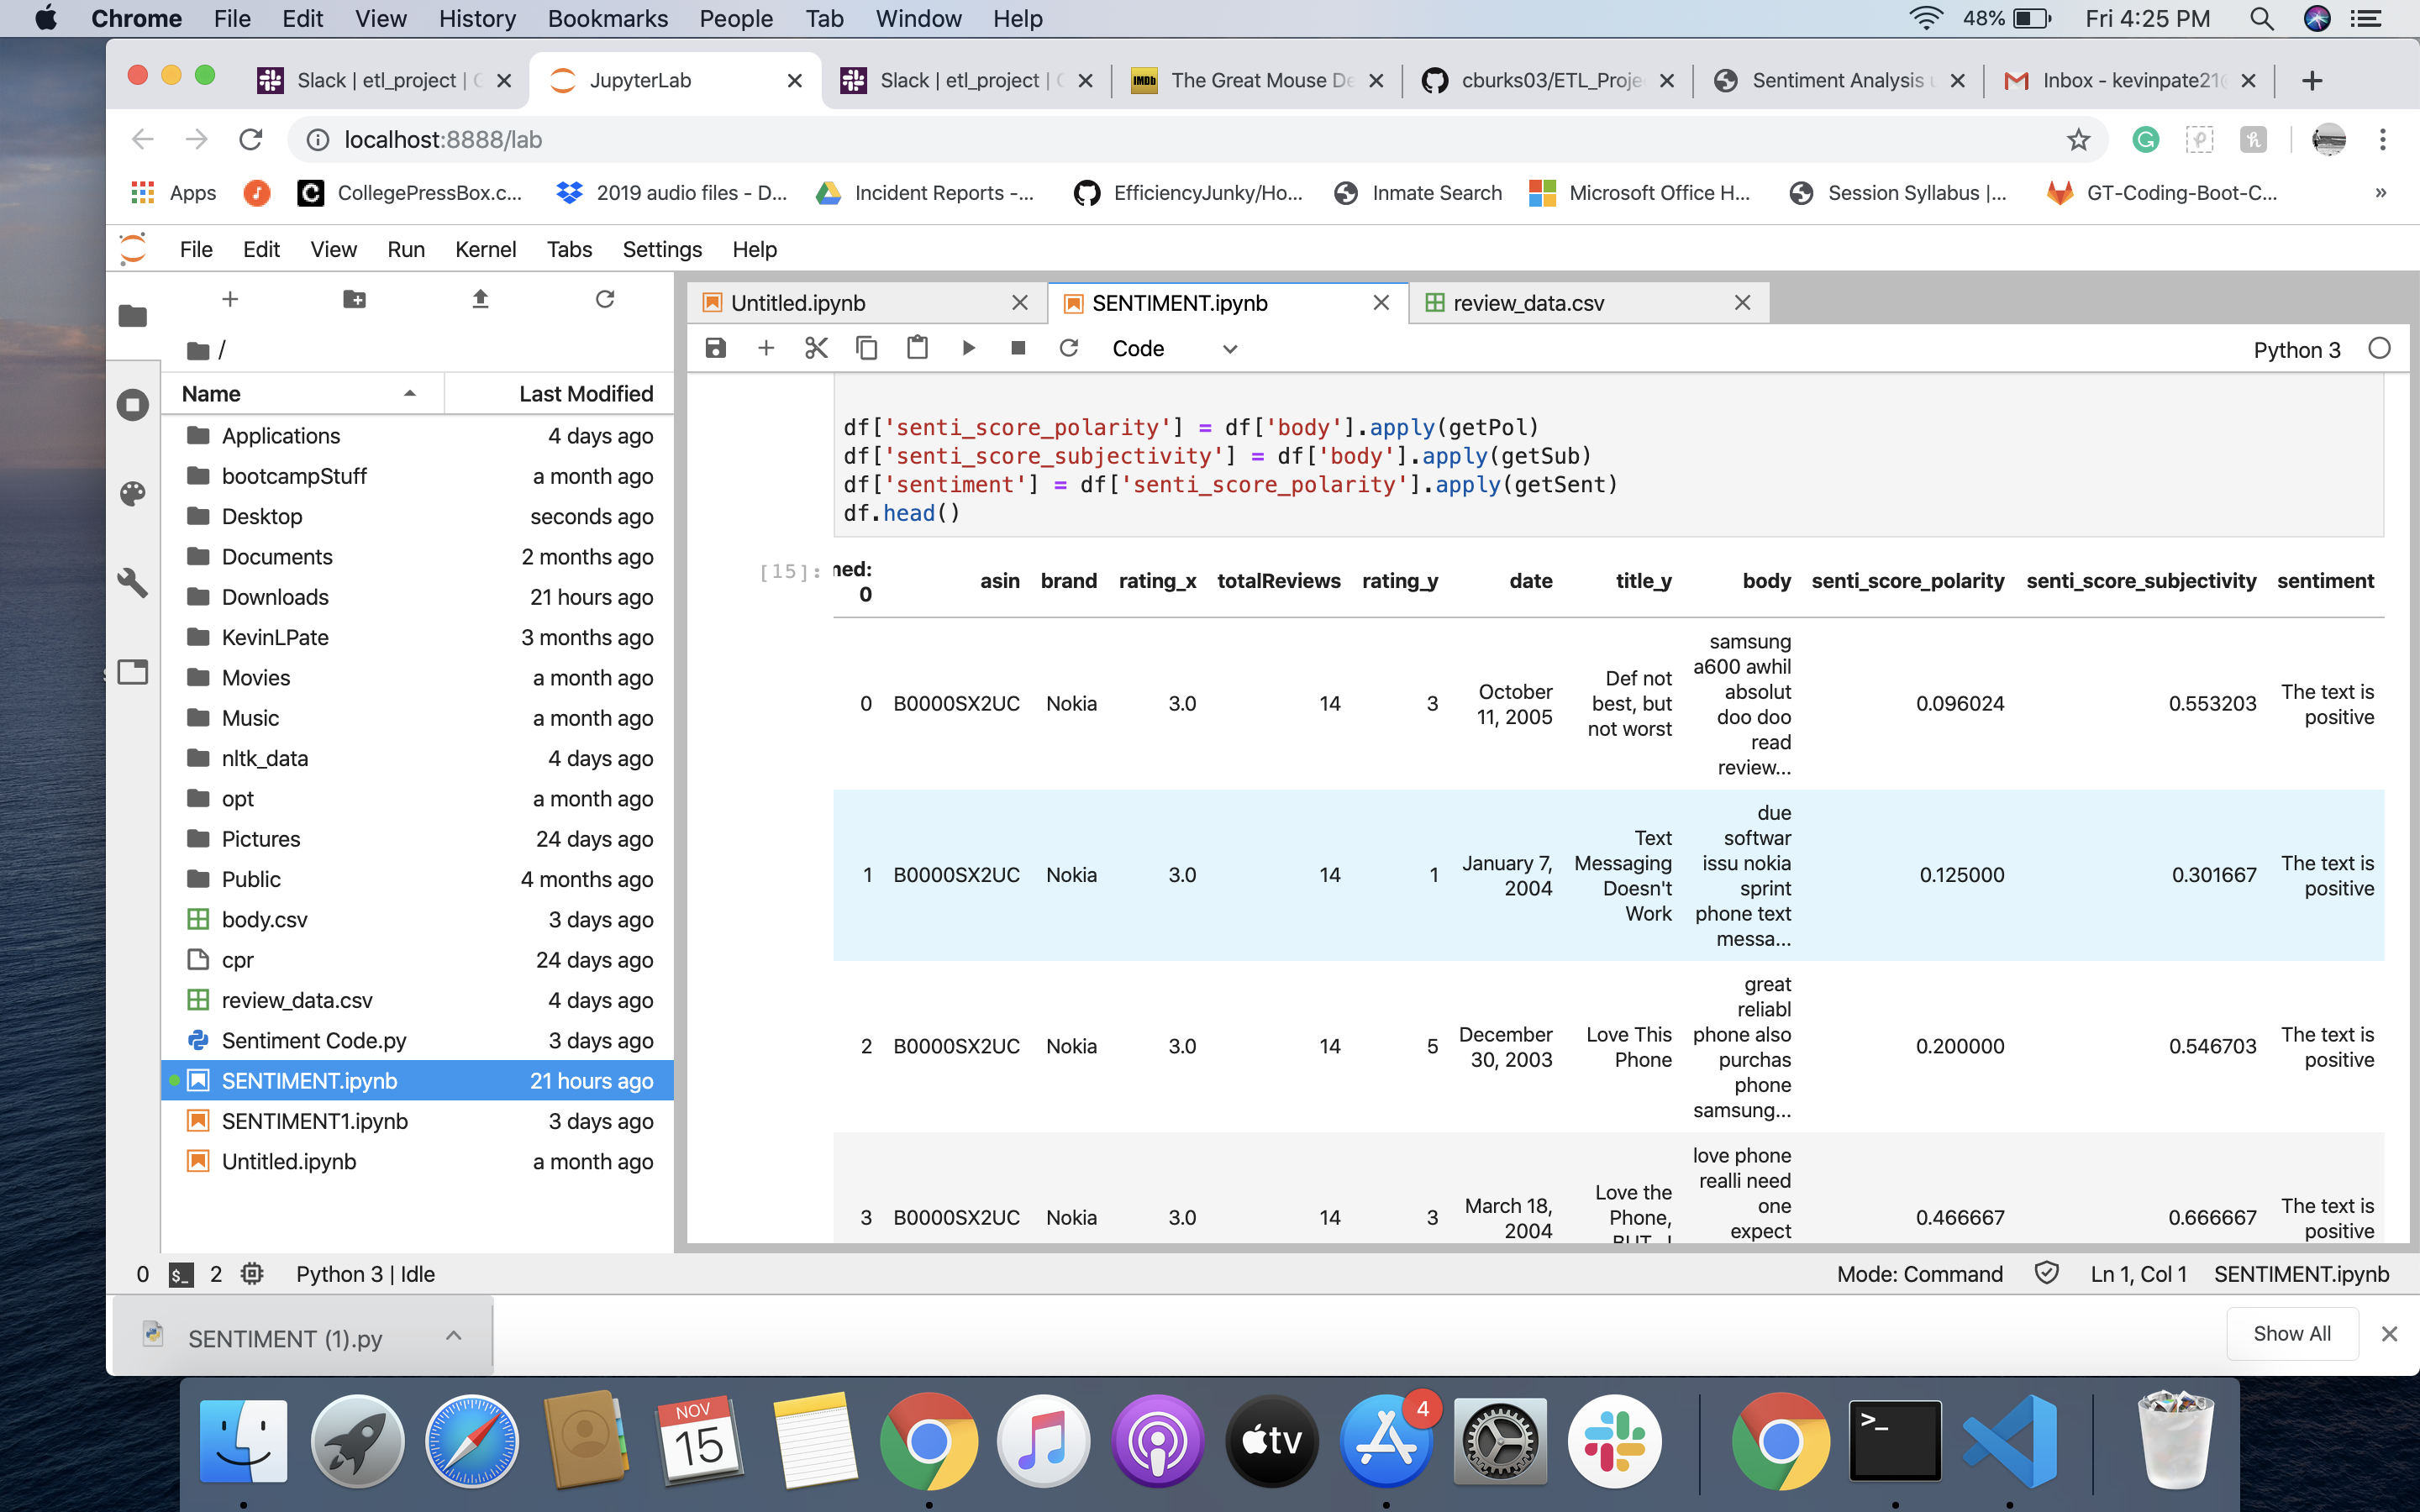 Chrome File Edit View History Bookmarks People Tab Window Help 48% Fri 4:25 PM
Slack | etl_project | JupyterLab Slack | etl_project | The Great Mouse De cburks03/ETL_Proje Sentiment Analysis Inbox - kevinpate21
localhost:8888/lab
Apps CollegePressBox.c... 2019 audio files - D... Incident Reports -... EfficiencyJunky/Ho... Inmate Search Microsoft Office H... Session Syllabus |... GT-Coding-Boot-C... »
File Edit View Run Kernel Tabs Settings Help
Untitled.ipynb SENTIMENT.ipynb review_data.csv
Code Python 3
/
Name Last Modified
Applications 4 days ago
bootcampStuff a month ago
Desktop seconds ago
Documents 2 months ago
Downloads 21 hours ago
KevinLPate 3 months ago
Movies a month ago
Music a month ago
nltk_data 4 days ago
opt a month ago
Pictures 24 days ago
Public 4 months ago
body.csv 3 days ago
cpr 24 days ago
review_data.csv 4 days ago
Sentiment Code.py 3 days ago
SENTIMENT.ipynb 21 hours ago
SENTIMENT1.ipynb 3 days ago
Untitled.ipynb a month ago
df['senti_score_polarity'] = df['body'].apply(getPol)
df['senti_score_subjectivity'] = df['body'].apply(getSub)
df['sentiment'] = df['senti_score_polarity'].apply(getSent)
df.head()
[15]:
ned:
0
asin brand rating_x totalReviews rating_y date title_y body senti_score_polarity senti_score_subjectivity sentiment
0 B0000SX2UC Nokia 3.0 14 3
October
11, 2005
Def not
best, but
not worst
samsung
a600 awhil
absolut
doo doo
read
review...
0.096024 0.553203
The text is
positive
1 B0000SX2UC Nokia 3.0 14 1
January 7,
2004
Text
Messaging
Doesn't
Work
due
softwar
issu nokia
sprint
phone text
messa...
0.125000 0.301667
The text is
positive
2 B0000SX2UC Nokia 3.0 14 5
December
30, 2003
Love This
Phone
great
reliabl
phone also
purchas
phone
samsung...
0.200000 0.546703
The text is
positive
3 B0000SX2UC Nokia 3.0 14 3
March 18,
2004
Love the
Phone,
love phone
realli need
one
expect
0.466667 0.666667
The text is
positive
0 $_ 2 Python 3 | Idle Mode: Command Ln 1, Col 1 SENTIMENT.ipynb
SENTIMENT (1).py Show All
NOV
15
tv
4
>_